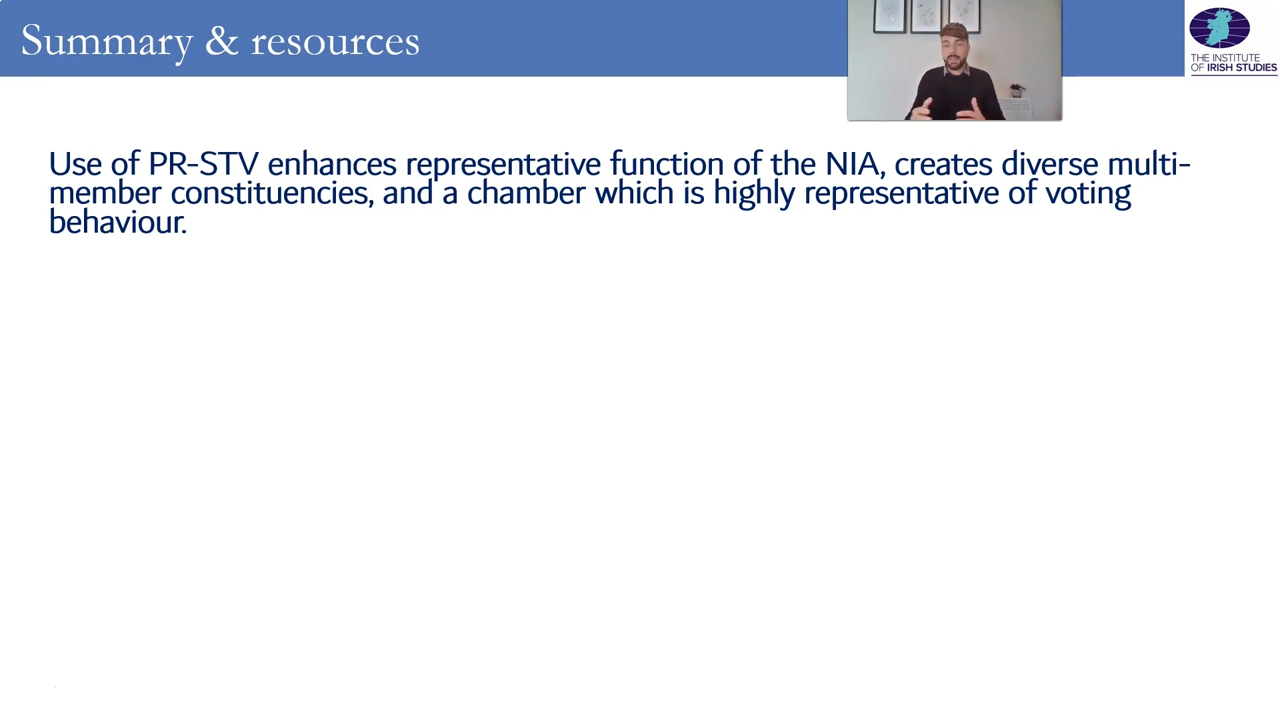 Summary & resources
THE INSTITUTE
OF IRISH STUDIES
Use of PR-STV enhances representative function of the NIA, creates diverse multi-
member constituencies, and a chamber which is highly representative of voting
behaviour.